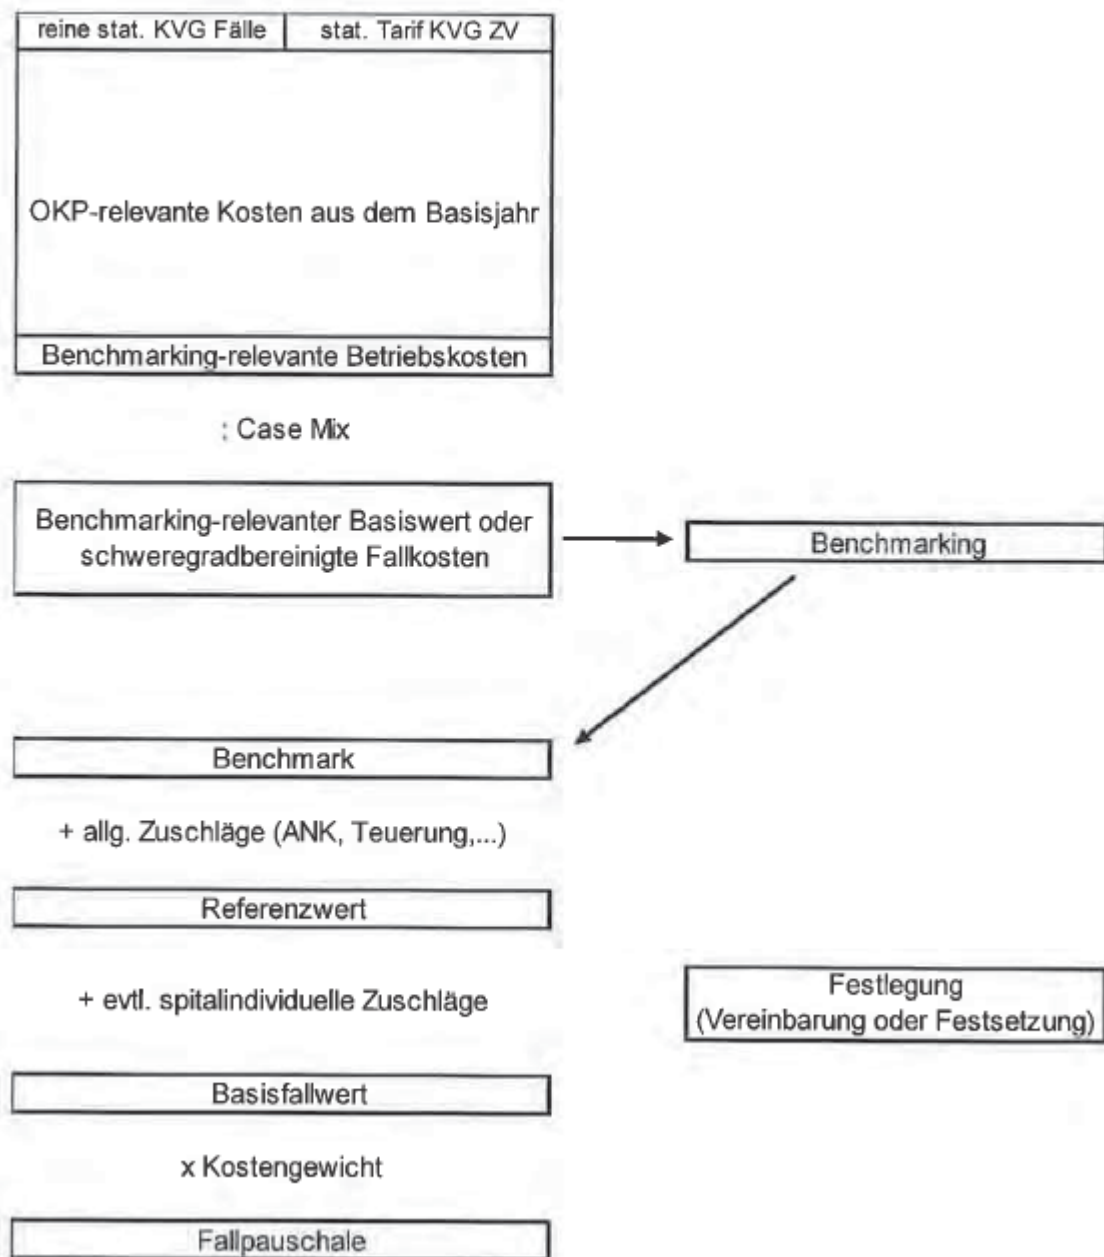 reine stat. KVG Fälle
stat. Tarif KVG ZV
OKP-relevante Kosten aus dem Basisjahr
Benchmarking-relevante Betriebskosten
: Case Mix
Benchmarking-relevanter Basiswert oder
schweregradbereinigte Fallkosten
Benchmarking
Benchmark
+ allg. Zuschläge (ANK, Teuerung,...)
Referenzwert
+ evtl. spitalindividuelle Zuschläge
Festlegung
(Vereinbarung oder Festsetzung)
Basisfallwert
x Kostengewicht
Fallpauschale